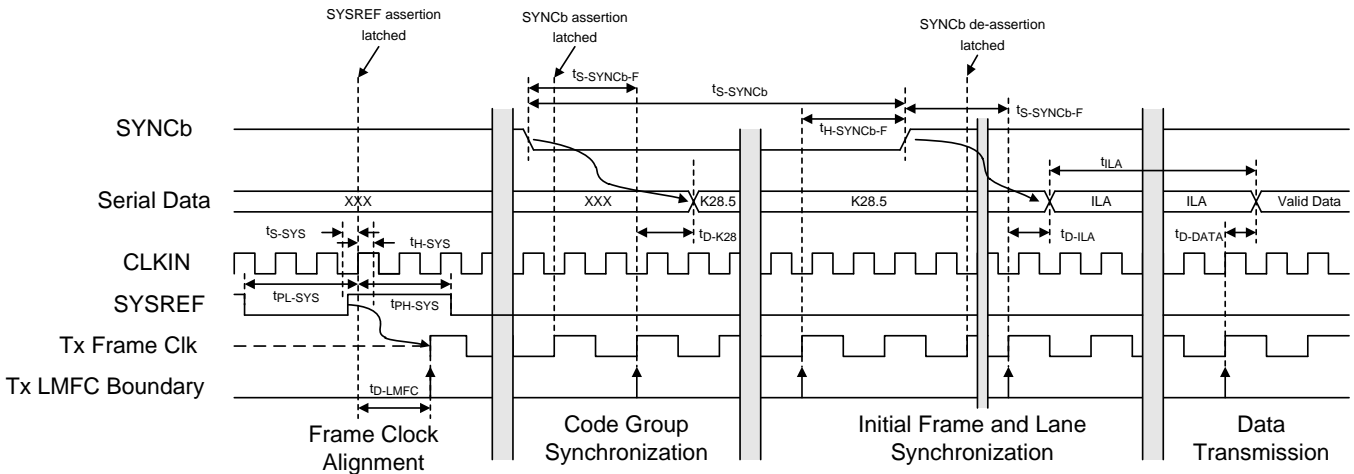 SYSREF assertion
latched
SYNCb assertion
latched
SYNCb de-assertion
latched
tS-SYNCb-F
tS-SYNCb
tS-SYNCb-F
SYNCb
tH-SYNCb-F
tILA
Serial Data
XXX
XXX
K28.5
K28.5
ILA
ILA
Valid Data
tS-SYS
tH-SYS
tD-K28
tD-ILA
tD-DATA
CLKIN
tPL-SYS
tPH-SYS
SYSREF
Tx Frame Clk
Tx LMFC Boundary
tD-LMFC
Frame Clock
Alignment
Code Group
Synchronization
Initial Frame and Lane
Synchronization
Data
Transmission